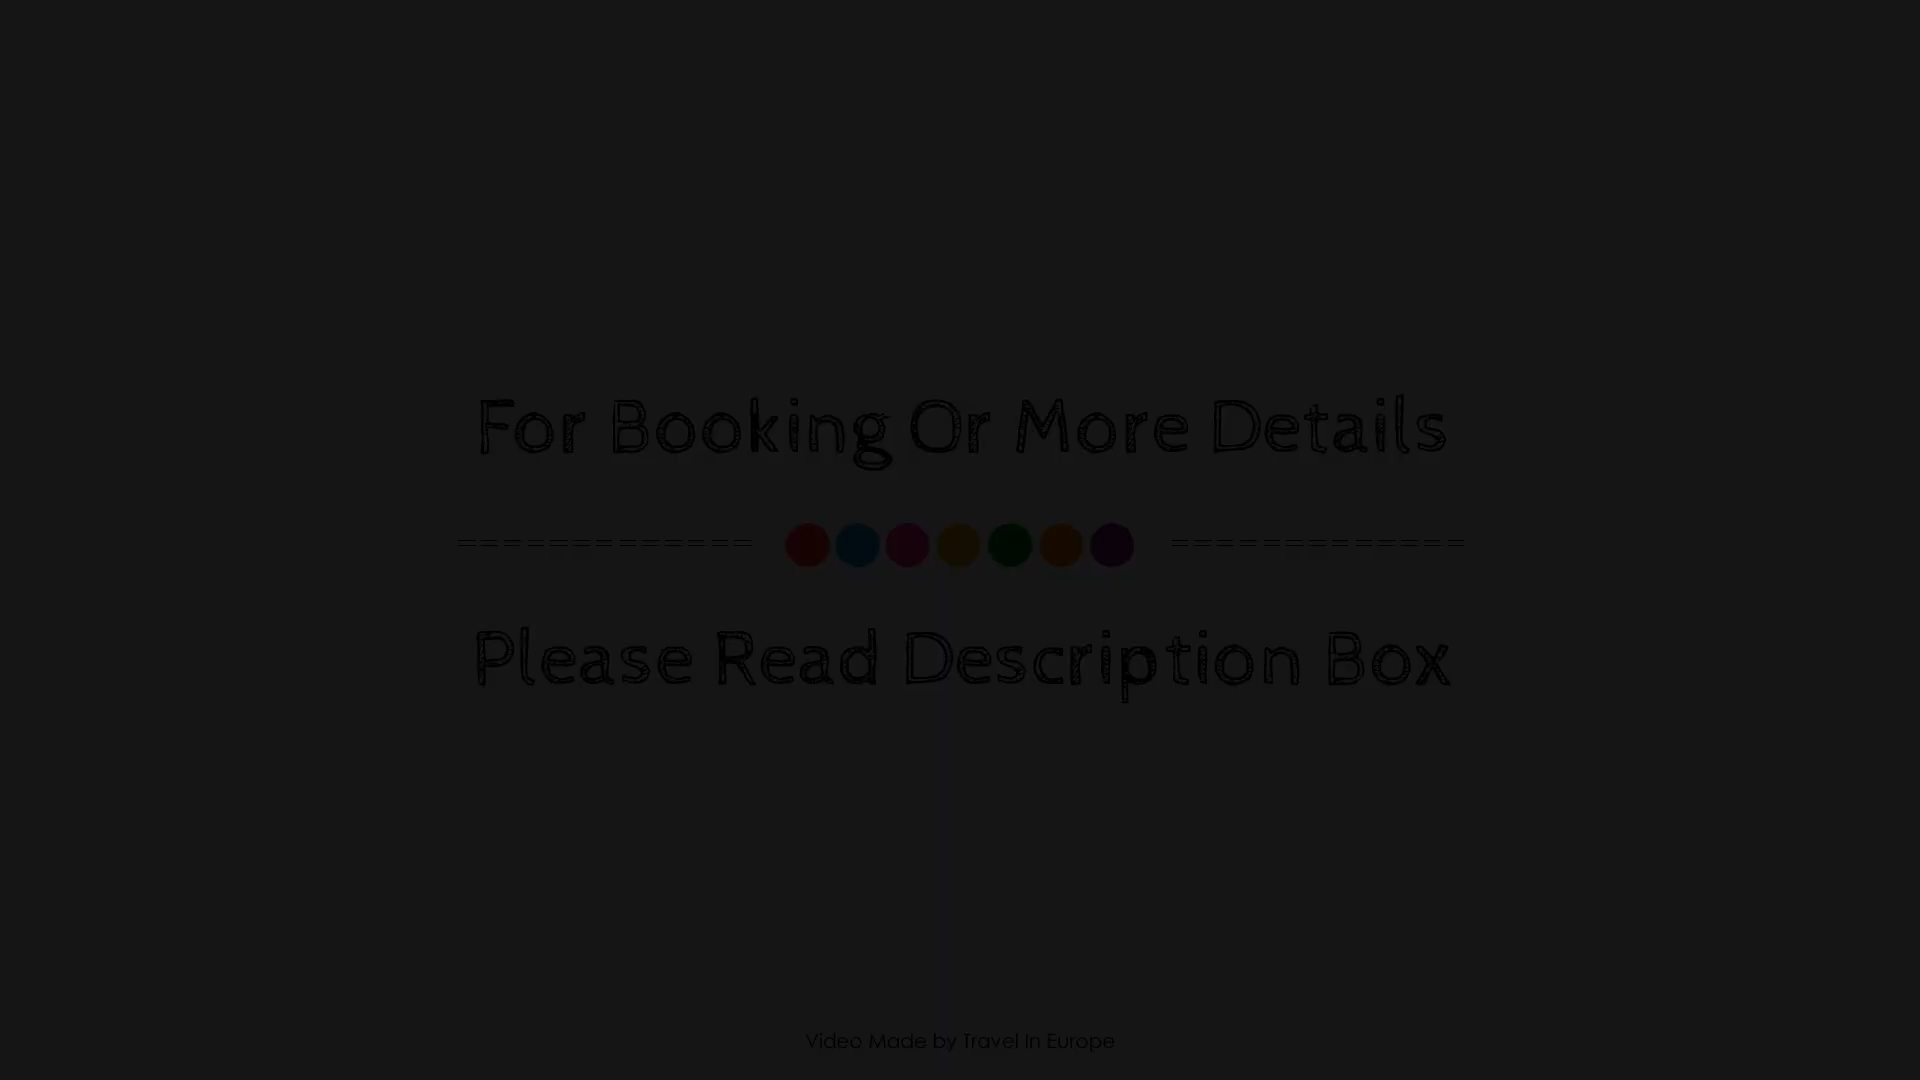 For Booking Or More Details
============= =============
Please Read Description Box
Video Made by Travel In Europe